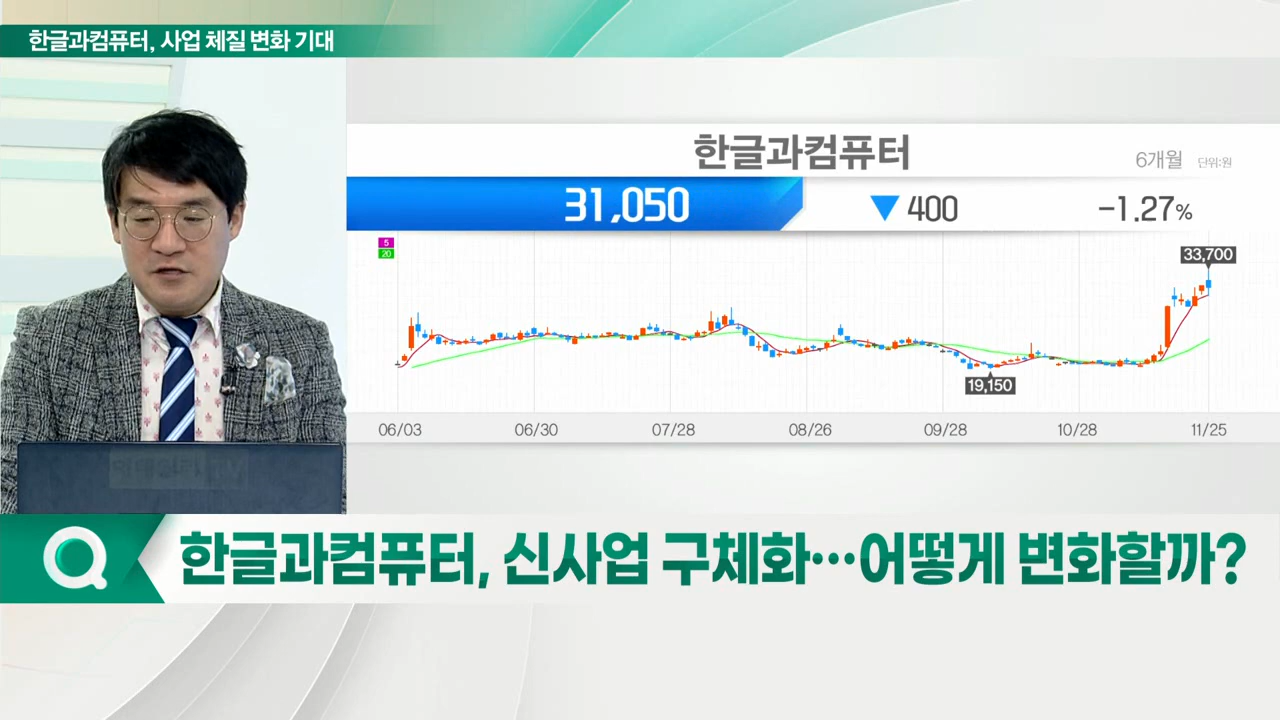 한글과컴퓨터, 사업 체질 변화 기대
한글과컴퓨터
6개월 단위:원
31,050 ▼ 400 -1.27%
5
20
33,700
19,150
06/03 06/30 07/28 08/26 09/28 10/28 11/25
한글과컴퓨터, 신사업 구체화…어떻게 변화할까?